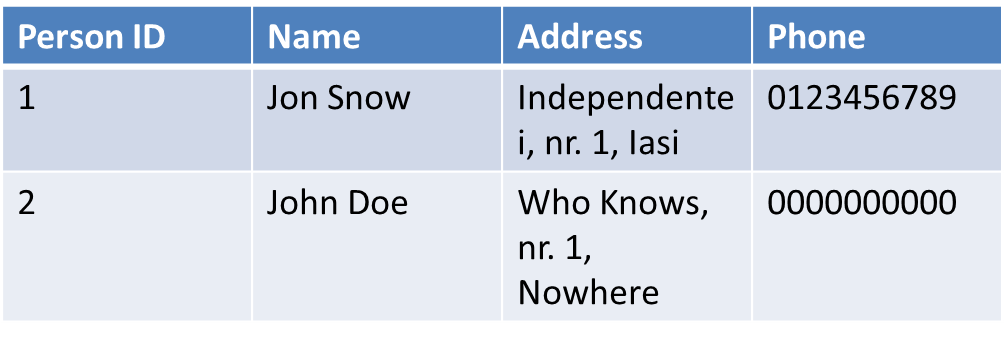 Person ID Name Address Phone
1 Jon Snow Independente 0123456789
i, nr. 1, Iasi
2 John Doe Who Knows, 0000000000
nr. 1,
Nowhere